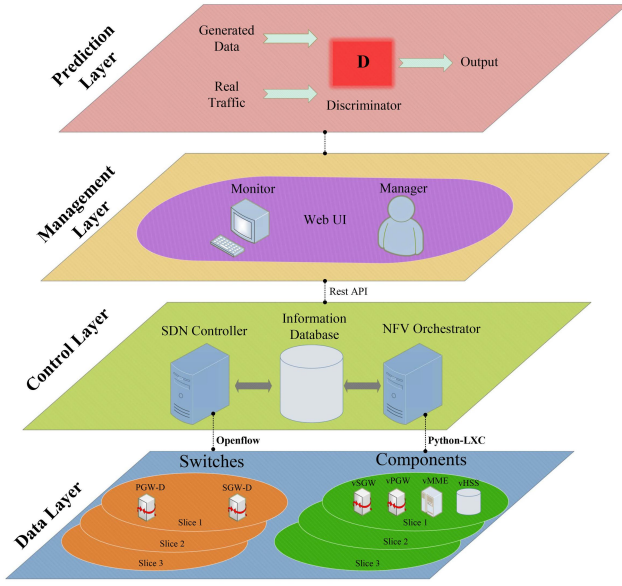 Prediction
Layer
Generated
Data
Real
Traffic
D
Discriminator
Output
Management
Layer
Monitor
Manager
Web UI
Rest API
Control Layer
SDN Controller
Information
Database
NFV Orchestrator
Openflow
Python-LXC
Data Layer
Switches
PGW-D
SGW-D
Slice 1
Slice 2
Slice 3
Components
vSGW
vPGW
vMME
vHSS
Slice 1
Slice 2
Slice 3